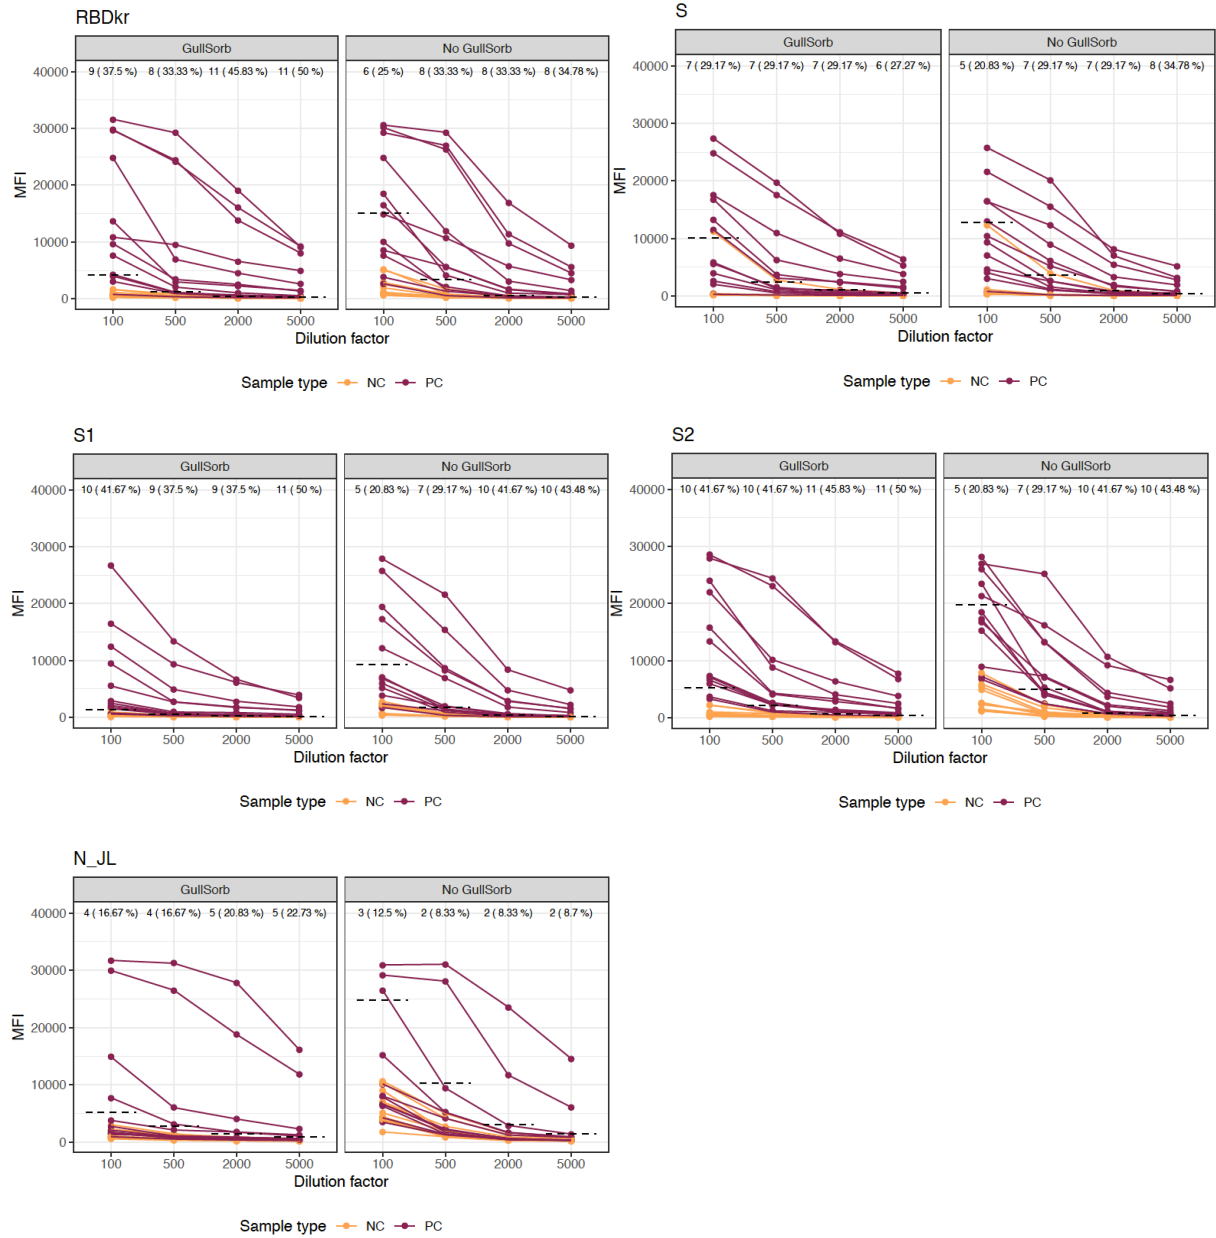 RBDkr
GullSorb
No GullSorb
9 ( 37.5 %) 8 ( 33.33 %) 11 ( 45.83 %) 11 ( 50 %)
6 ( 25 %) 8 ( 33.33 %) 8 ( 33.33 %) 8 ( 34.78 %)
40000
30000
20000
10000
0
MFI
100 500 2000 5000
100 500 2000 5000
Dilution factor
Sample type NC PC
S
GullSorb
No GullSorb
7 ( 29.17 %) 7 ( 29.17 %) 7 ( 29.17 %) 6 ( 27.27 %)
5 ( 20.83 %) 7 ( 29.17 %) 7 ( 29.17 %) 8 ( 34.78 %)
40000
30000
20000
10000
0
MFI
100 500 2000 5000
100 500 2000 5000
Dilution factor
Sample type NC PC
S1
GullSorb
No GullSorb
10 ( 41.67 %) 9 ( 37.5 %) 9 ( 37.5 %) 11 ( 50 %)
5 ( 20.83 %) 7 ( 29.17 %) 10 ( 41.67 %) 10 ( 43.48 %)
40000
30000
20000
10000
0
MFI
100 500 2000 5000
100 500 2000 5000
Dilution factor
Sample type NC PC
S2
GullSorb
No GullSorb
10 ( 41.67 %) 10 ( 41.67 %) 11 ( 45.83 %) 11 ( 50 %)
5 ( 20.83 %) 7 ( 29.17 %) 10 ( 41.67 %) 10 ( 43.48 %)
40000
30000
20000
10000
0
MFI
100 500 2000 5000
100 500 2000 5000
Dilution factor
Sample type NC PC
N_JL
GullSorb
No GullSorb
4 ( 16.67 %) 4 ( 16.67 %) 5 ( 20.83 %) 5 ( 22.73 %)
3 ( 12.5 %) 2 ( 8.33 %) 2 ( 8.33 %) 2 ( 8.7 %)
40000
30000
20000
10000
0
MFI
100 500 2000 5000
100 500 2000 5000
Dilution factor
Sample type NC PC